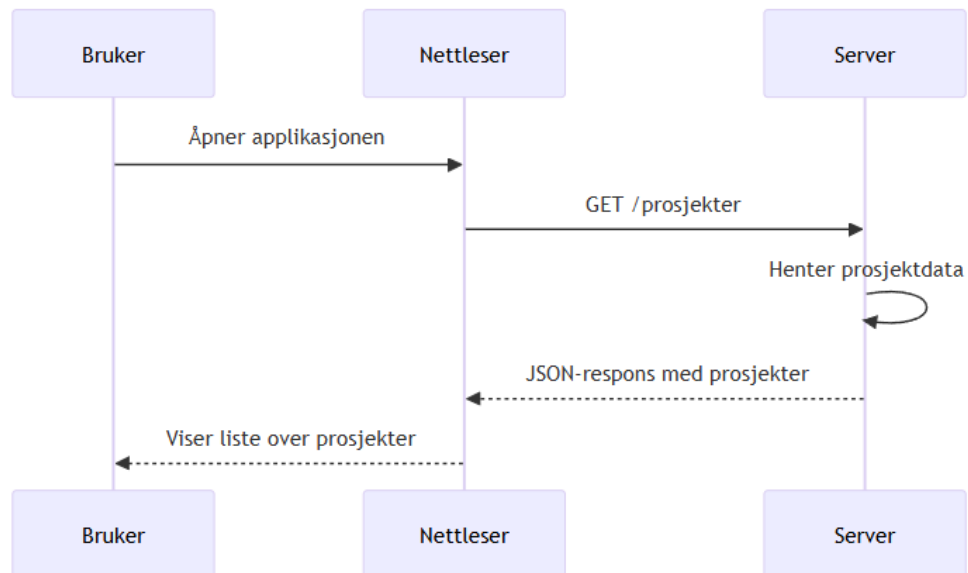 Bruker
Nettleser
Server
Åpner applikasjonen
GET /prosjekter
Henter prosjektdata
JSON-respons med prosjekter
Viser liste over prosjekter
Bruker
Nettleser
Server